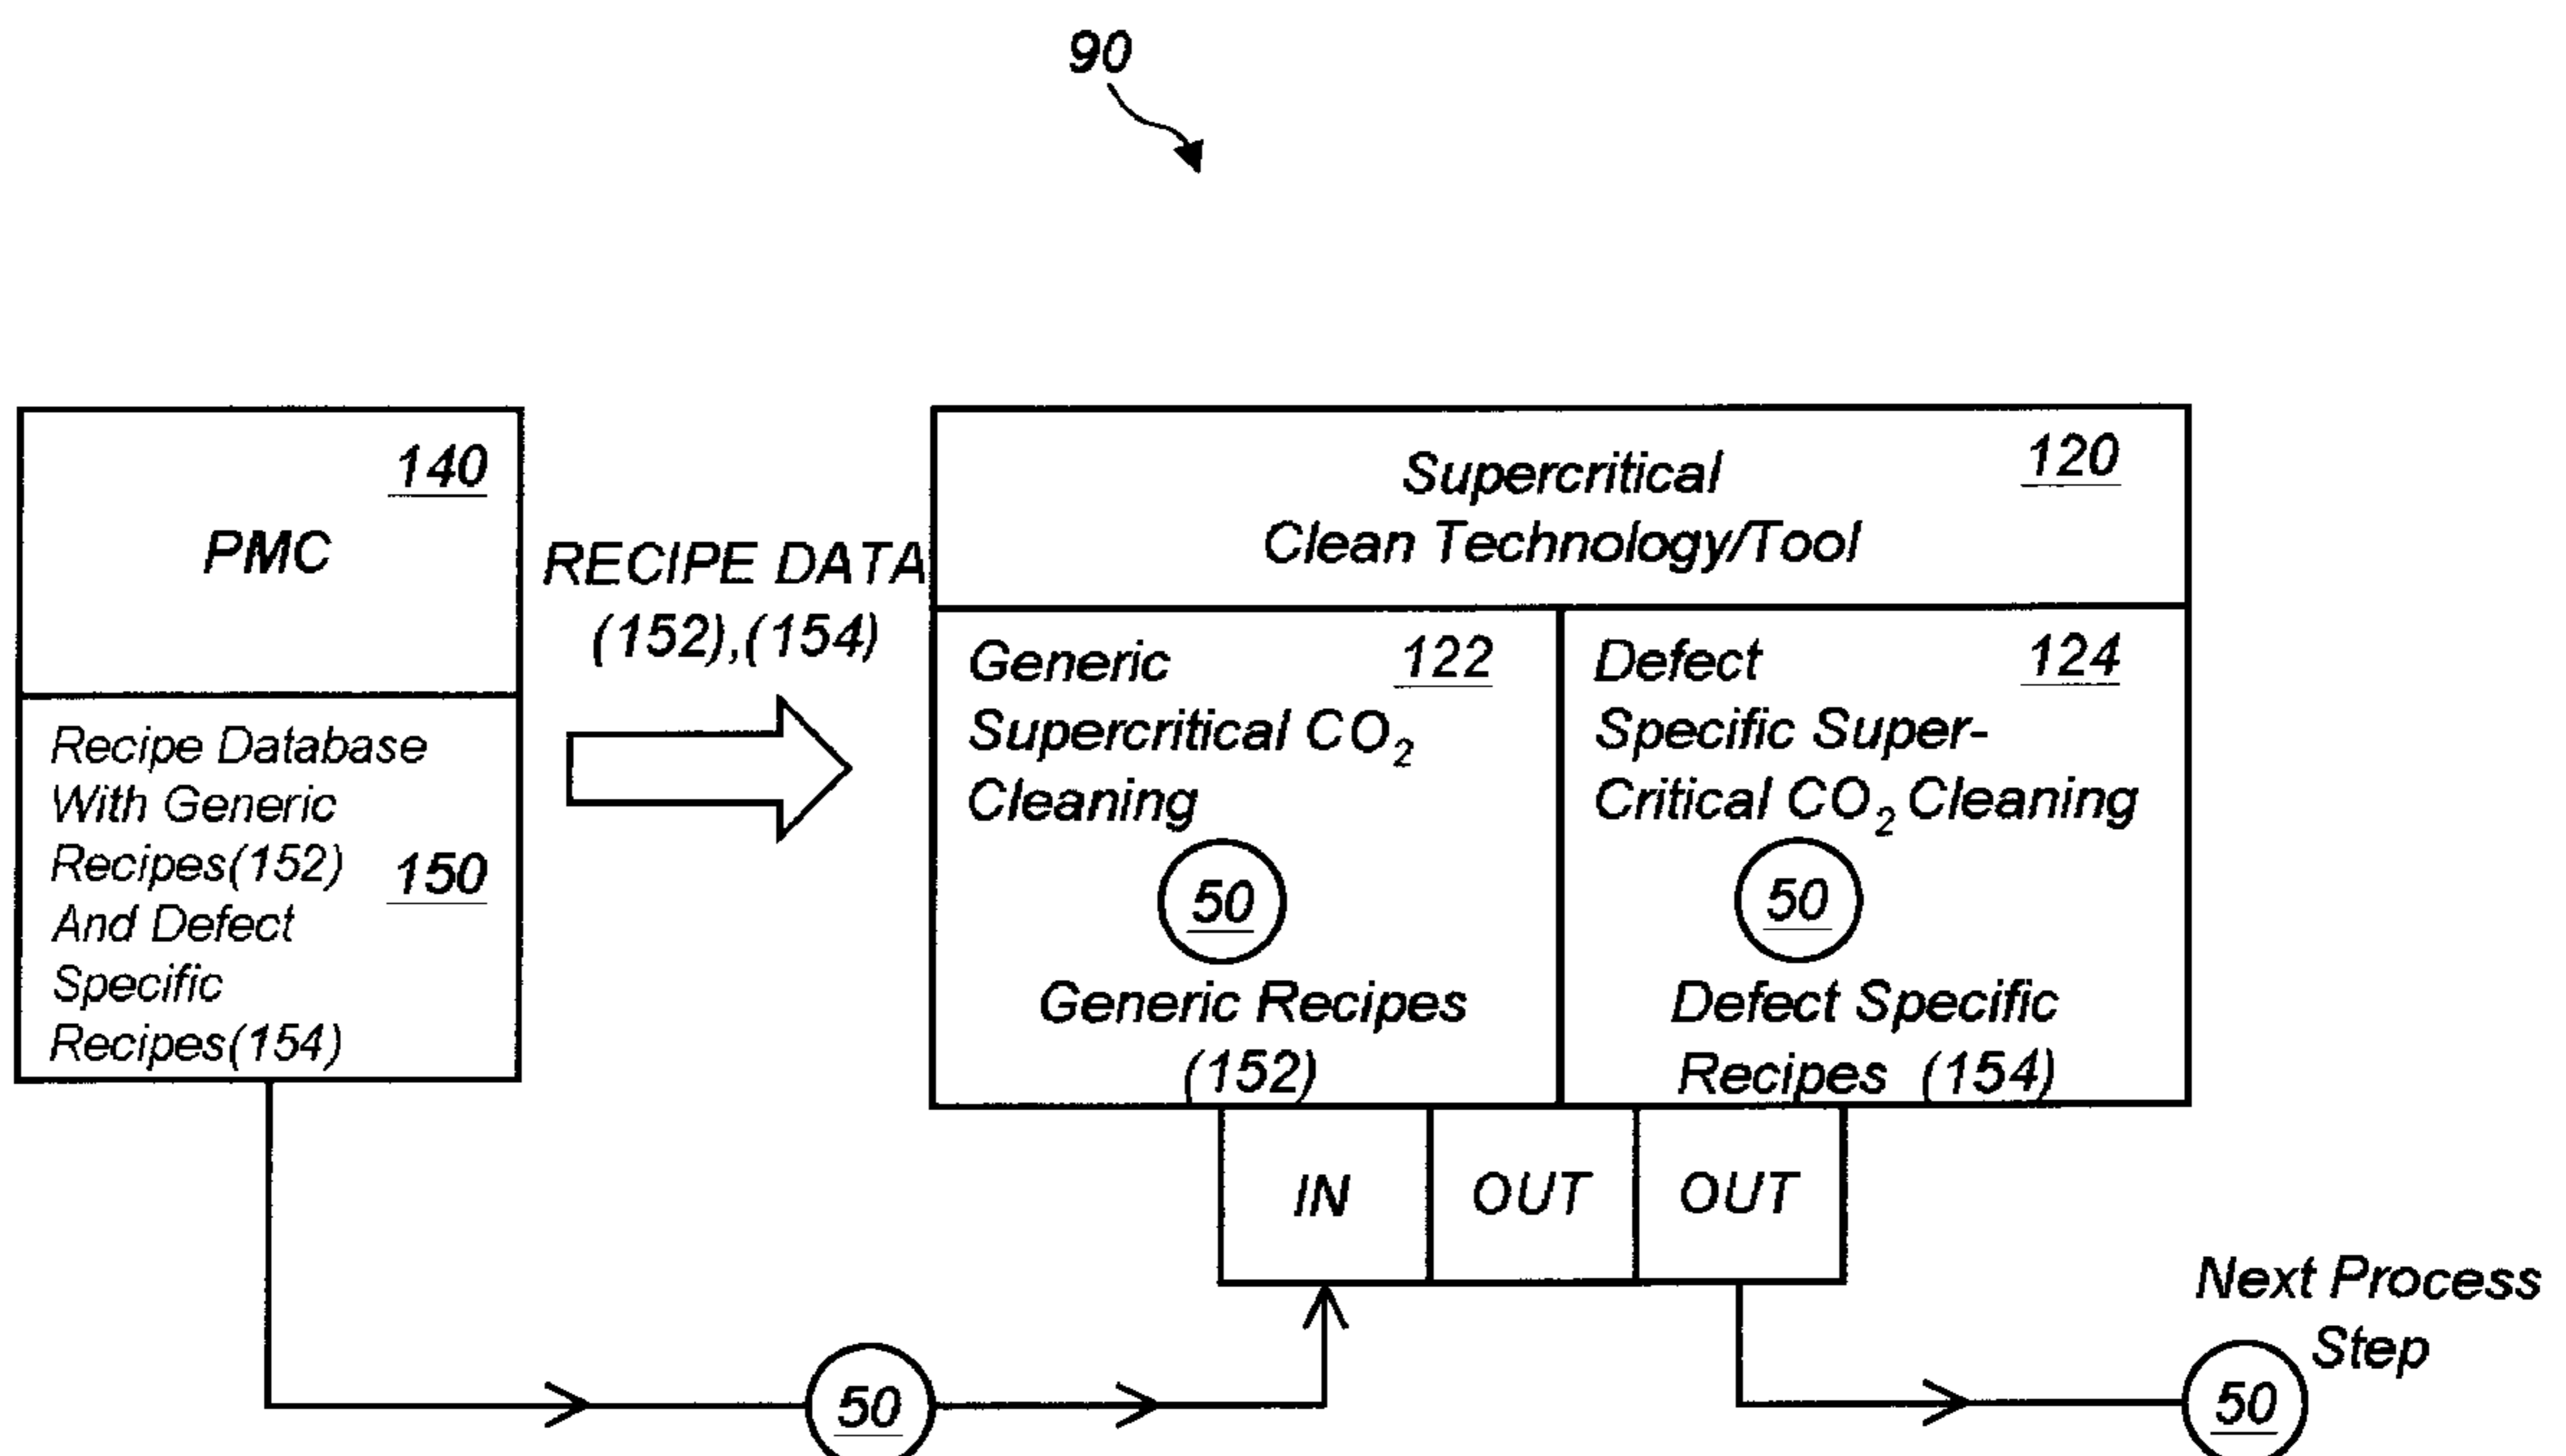 90
140
PMC
Recipe Database
With Generic
Recipes(152)
150
And Defect
Specific
Recipes(154)
RECIPE DATA
(152),(154)
120
Supercritical
Clean Technology/Tool
Generic 122
Supercritical CO₂
Cleaning
50
Generic Recipes
(152)
Defect 124
Specific Super-
Critical CO₂ Cleaning
50
Defect Specific
Recipes (154)
IN OUT OUT
50
Next Process
Step
50